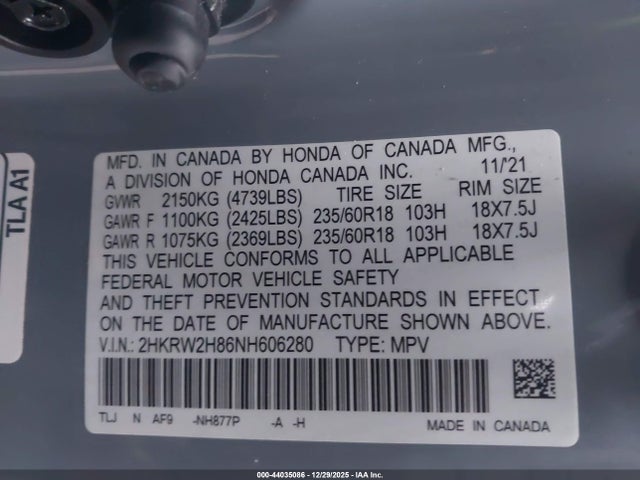 MFD. IN CANADA BY HONDA OF CANADA MFG.,
A DIVISION OF HONDA CANADA INC. 11/'21
GVWR 2150KG (4739LBS) TIRE SIZE RIM SIZE
GAWR F 1100KG (2425LBS) 235/60R18 103H 18X7.5J
GAWR R 1075KG (2369LBS) 235/60R18 103H 18X7.5J
THIS VEHICLE CONFORMS TO ALL APPLICABLE
FEDERAL MOTOR VEHICLE SAFETY
AND THEFT PREVENTION STANDARDS IN EFFECT
ON THE DATE OF MANUFACTURE SHOWN ABOVE.
V.I.N.: 2HKRW2H86NH606280 TYPE: MPV
TLJ N AF9 -NH877P -A -H MADE IN CANADA
TLA A1
000-44035086 - 12/29/2025 - IAA Inc.